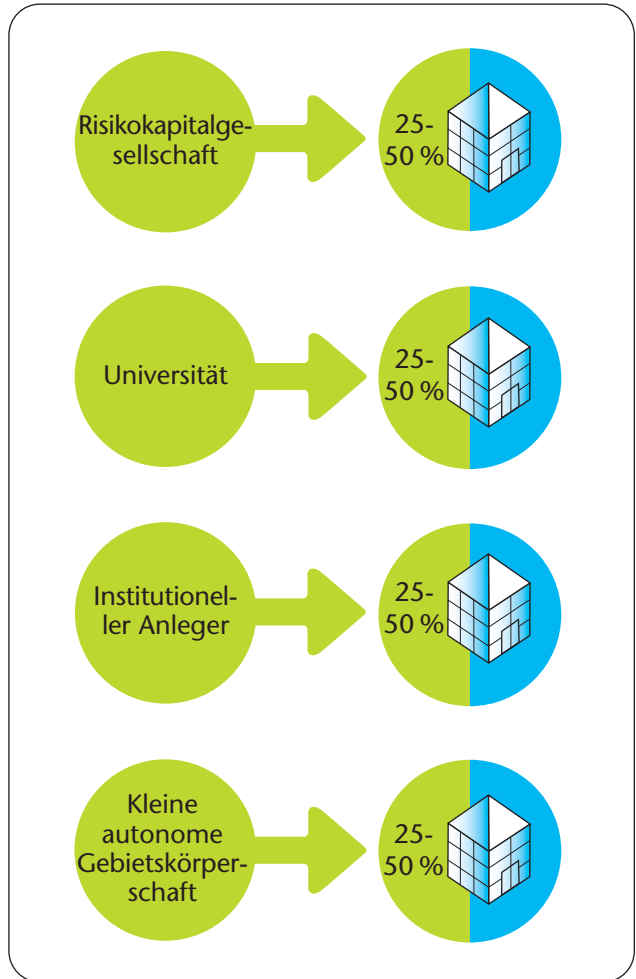 Risikokapitalge-
sellschaft
25-
50 %
Universität
25-
50 %
Institutionel-
ler Anleger
25-
50 %
Kleine
autonome
Gebietskörper-
schaft
25-
50 %